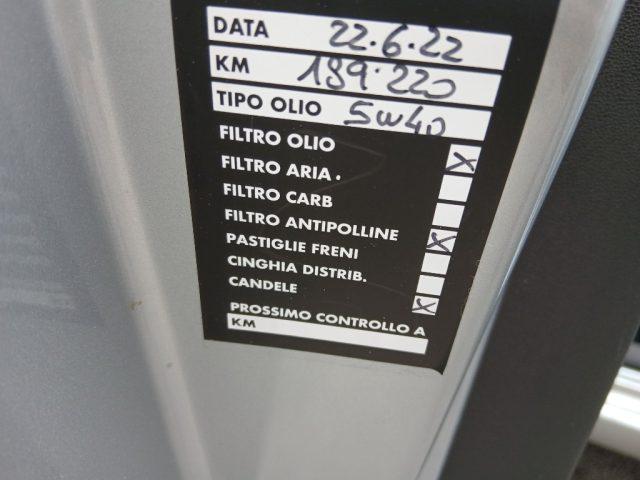 DATA 22.6.22
KM 189.220
TIPO OLIO 5W40
FILTRO OLIO X
FILTRO ARIA.
FILTRO CARB
FILTRO ANTIPOLLINE X
PASTIGLIE FRENI
CINGHIA DISTRIB.
CANDELE X
PROSSIMO CONTROLLO A
KM